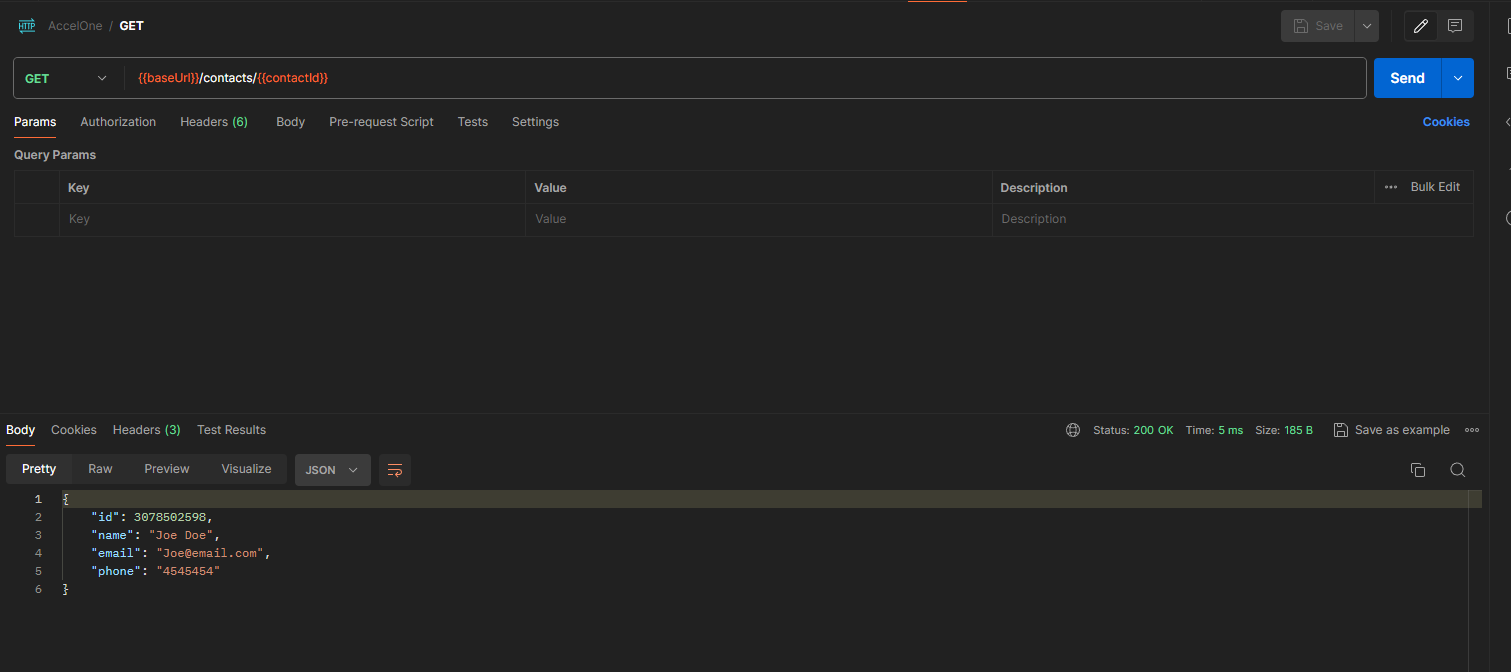 HTTP AccelOne / GET Save
GET {{baseUrl}}/contacts/{{contactId}} Send
Params Authorization Headers (6) Body Pre-request Script Tests Settings Cookies
Query Params
Key Value Description Bulk Edit
Key Value Description
Body Cookies Headers (3) Test Results Status: 200 OK Time: 5 ms Size: 185 B Save as example
Pretty Raw Preview Visualize JSON
1 {
2 "id": 3078502598,
3 "name": "Joe Doe",
4 "email": "Joe@email.com",
5 "phone": "4545454"
6 }